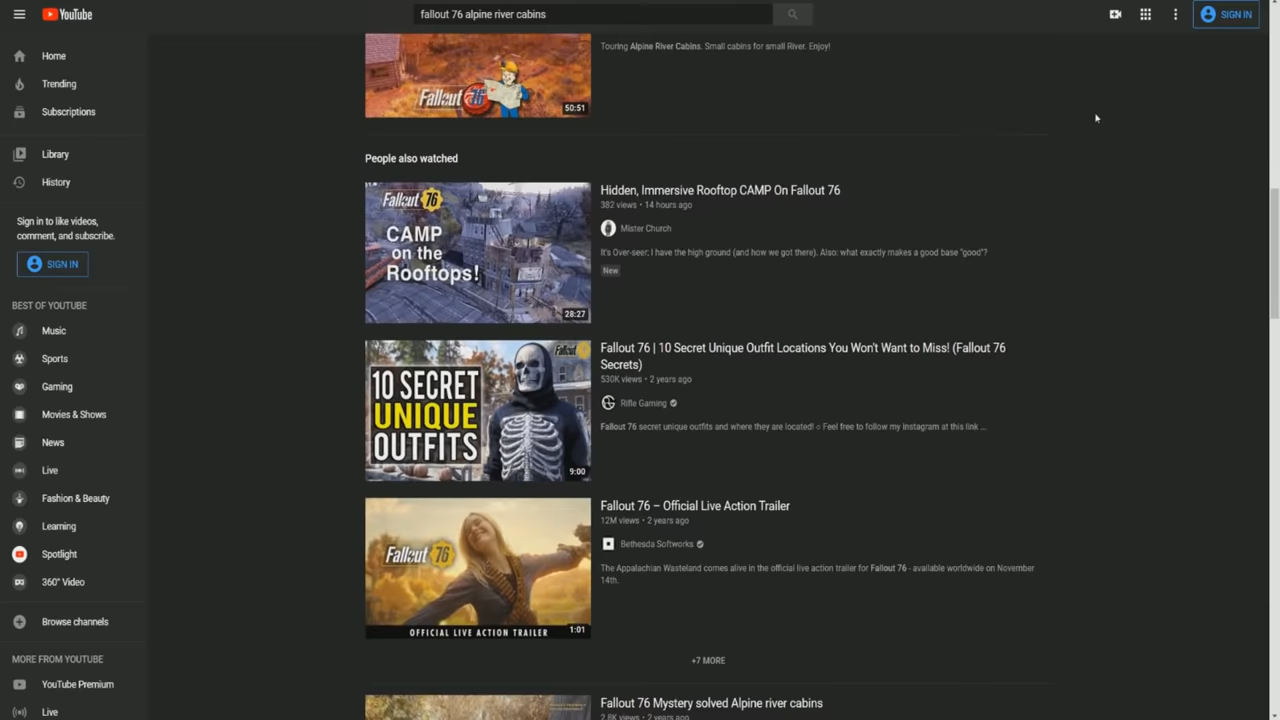 YouTube
fallout 76 alpine river cabins
SIGN IN
Home
Trending
Subscriptions
Library
History
Sign in to like videos,
comment, and subscribe.
SIGN IN
BEST OF YOUTUBE
Music
Sports
Gaming
Movies & Shows
News
Live
Fashion & Beauty
Learning
Spotlight
360° Video
Browse channels
MORE FROM YOUTUBE
YouTube Premium
Live
Fallout 76
50:51
Touring Alpine River Cabins. Small cabins for small River. Enjoy!
People also watched
Fallout 76
CAMP
on the
Rooftops!
28:27
Hidden, Immersive Rooftop CAMP On Fallout 76
382 views • 14 hours ago
Mister Church
It's Over-seer: I have the high ground (and how we got there). Also: what exactly makes a good base "good"?
New
Fallout
10 SECRET
UNIQUE
OUTFITS
9:00
Fallout 76 | 10 Secret Unique Outfit Locations You Won't Want to Miss! (Fallout 76
Secrets)
530K views • 2 years ago
Rifle Gaming
Fallout 76 secret unique outfits and where they are located! ○ Feel free to follow my Instagram at this link ...
Fallout 76
OFFICIAL LIVE ACTION TRAILER
1:01
Fallout 76 – Official Live Action Trailer
12M views • 2 years ago
Bethesda Softworks
The Appalachian Wasteland comes alive in the official live action trailer for Fallout 76 - available worldwide on November
14th.
+7 MORE
Fallout 76 Mystery solved Alpine river cabins
2.8K views • 2 years ago